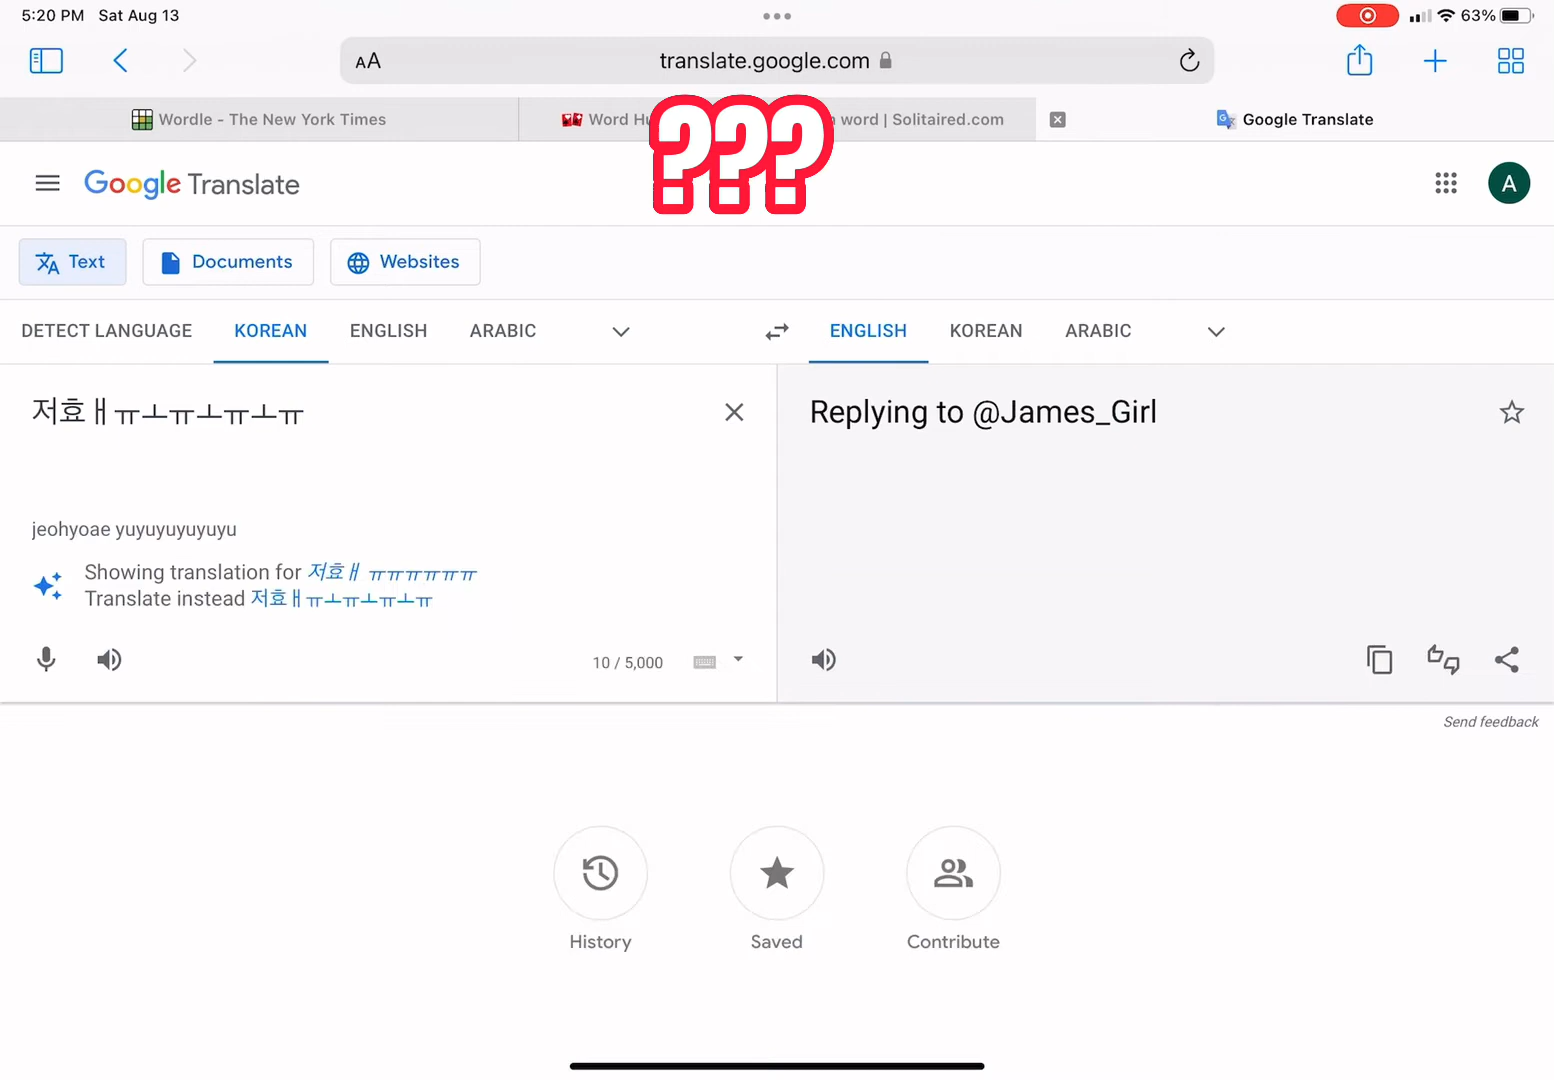 5:20 PM Sat Aug 13
63%
AA
translate.google.com
Wordle - The New York Times
Word Hu
word | Solitaired.com
Google Translate
???
Google Translate
A
Text
Documents
Websites
DETECT LANGUAGE
KOREAN
ENGLISH
ARABIC
ENGLISH
KOREAN
ARABIC
저효ㅐㅠㅗㅠㅗㅠㅗㅠ
Replying to @James_Girl
jeohyoae yuyuyuyuyuyu
Showing translation for 저효ㅐ ㅠㅠㅠㅠㅠㅠ
Translate instead 저효ㅐㅠㅗㅠㅗㅠㅗㅠ
10 / 5,000
Send feedback
History
Saved
Contribute